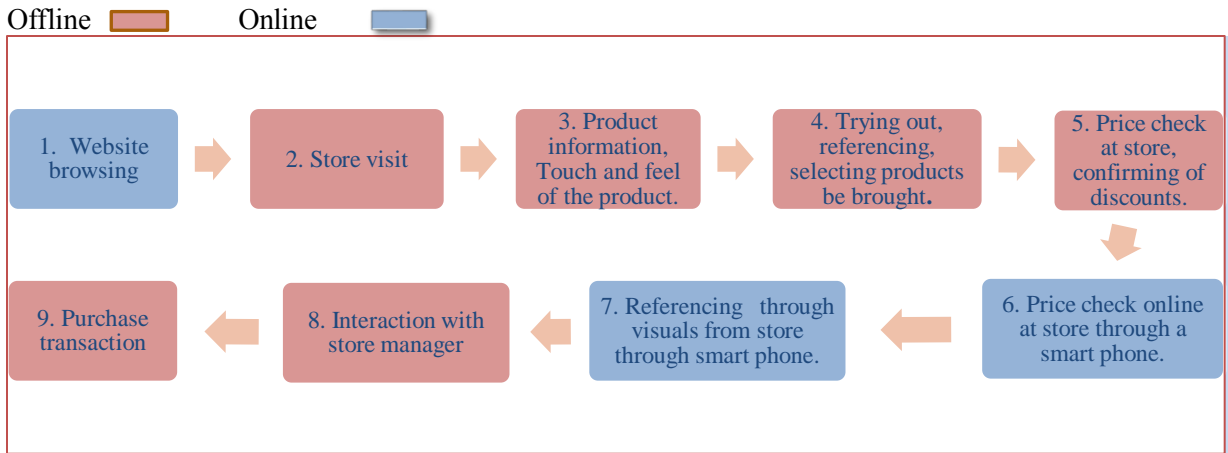 Offline Online
1. Website
browsing
2. Store visit
3. Product
information,
Touch and feel
of the product.
4. Trying out,
referencing,
selecting products
be brought.
5. Price check
at store,
confirming of
discounts.
6. Price check online
at store through a
smart phone.
7. Referencing through
visuals from store
through smart phone.
8. Interaction with
store manager
9. Purchase
transaction